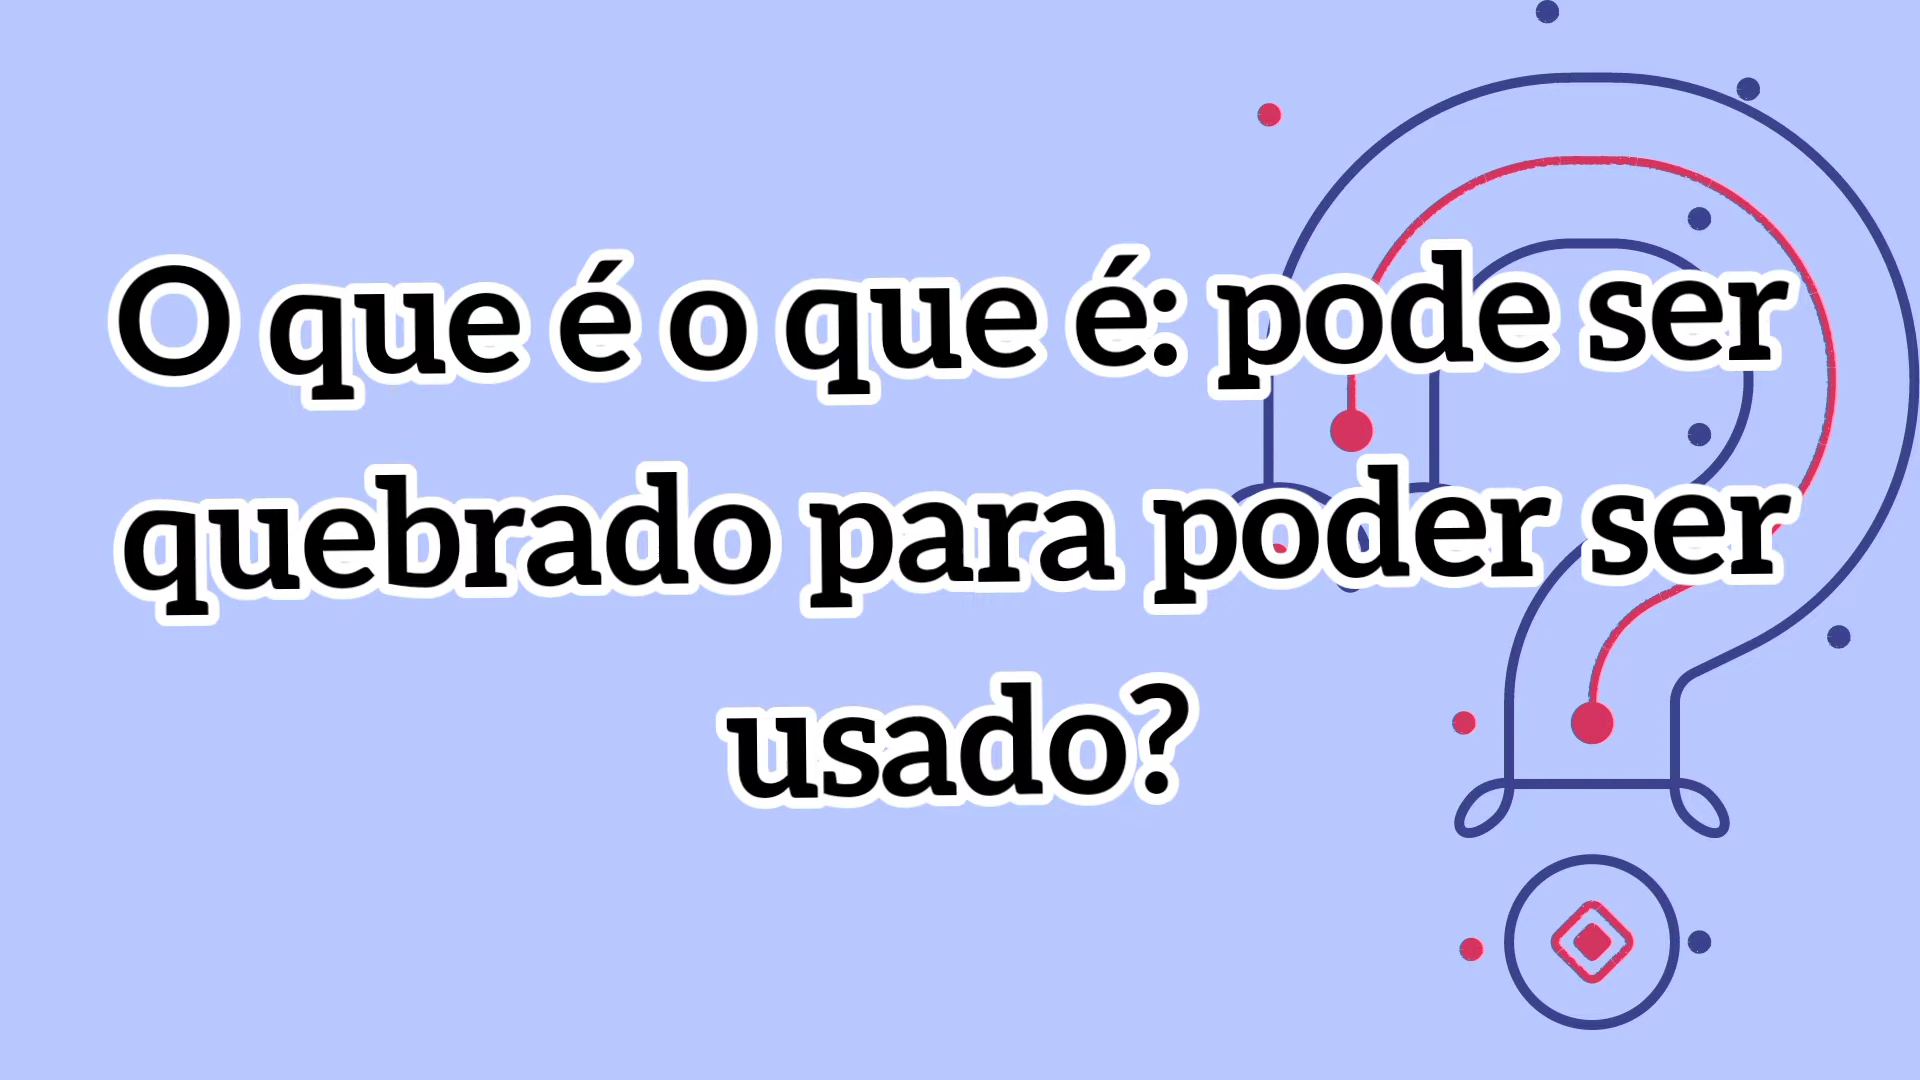 O que é o que é: pode ser
quebrado para poder ser
usado?